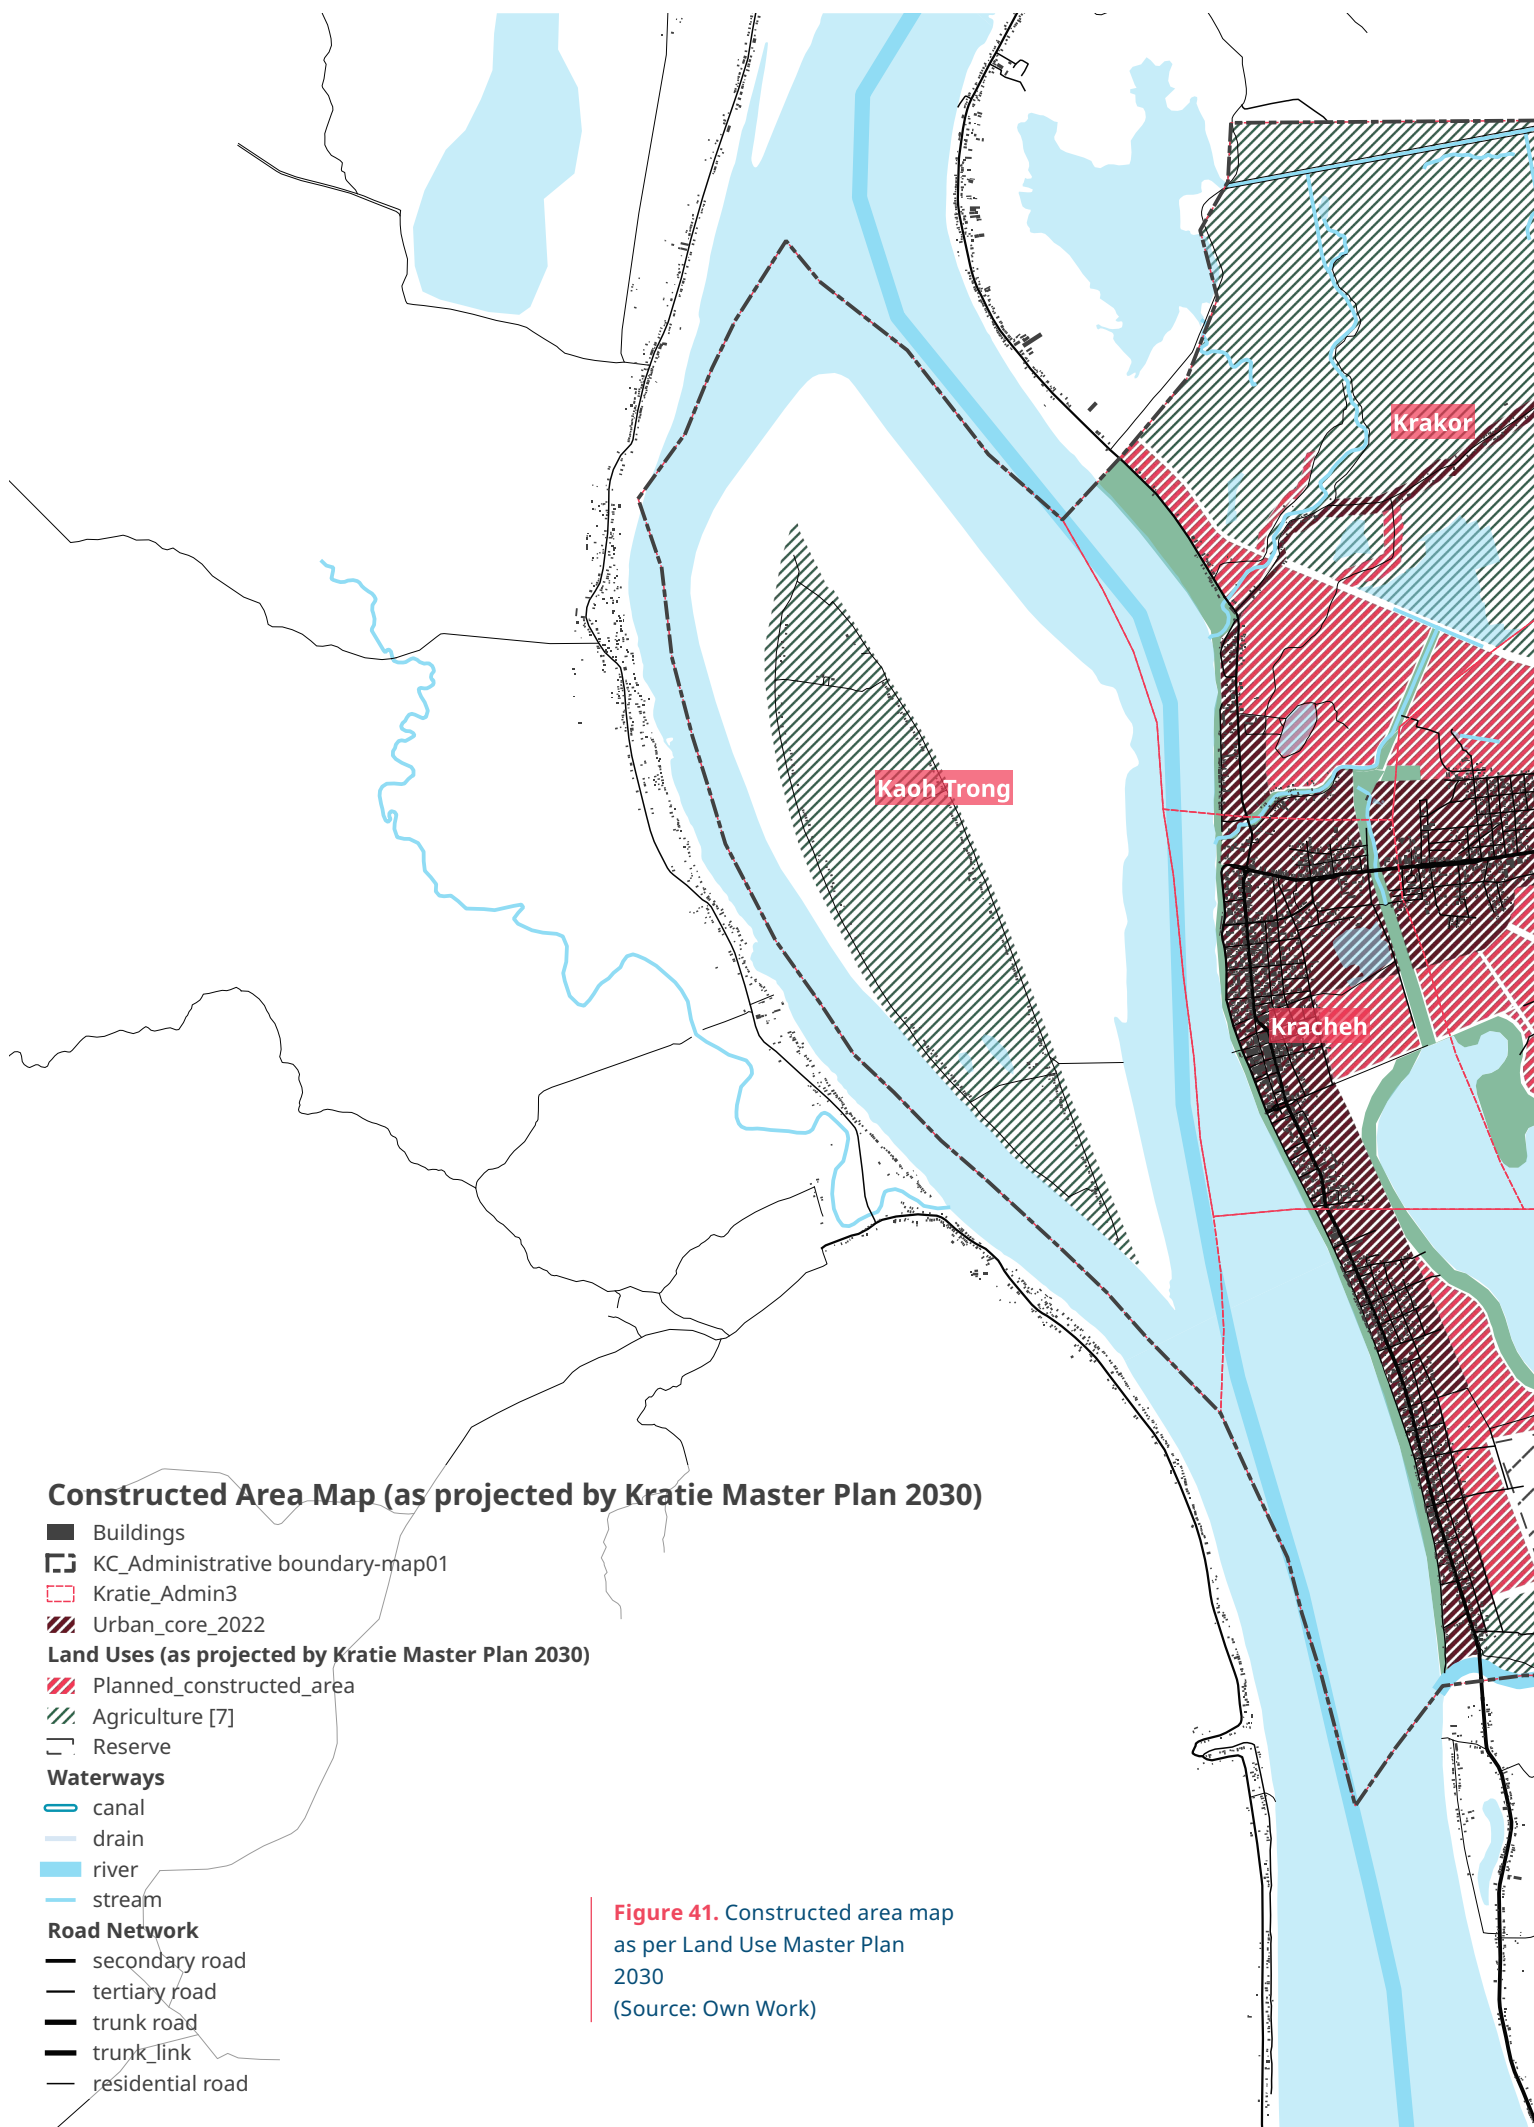 Krakor
Kaoh Trong
Kracheh
Constructed Area Map (as projected by Kratie Master Plan 2030)
Buildings
KC_Administrative boundary-map01
Kratie_Admin3
Urban_core_2022
Land Uses (as projected by Kratie Master Plan 2030)
Planned_constructed_area
Agriculture [7]
Reserve
Waterways
canal
drain
river
stream
Road Network
secondary road
tertiary road
trunk road
trunk_link
residential road
Figure 41. Constructed area map
as per Land Use Master Plan
2030
(Source: Own Work)